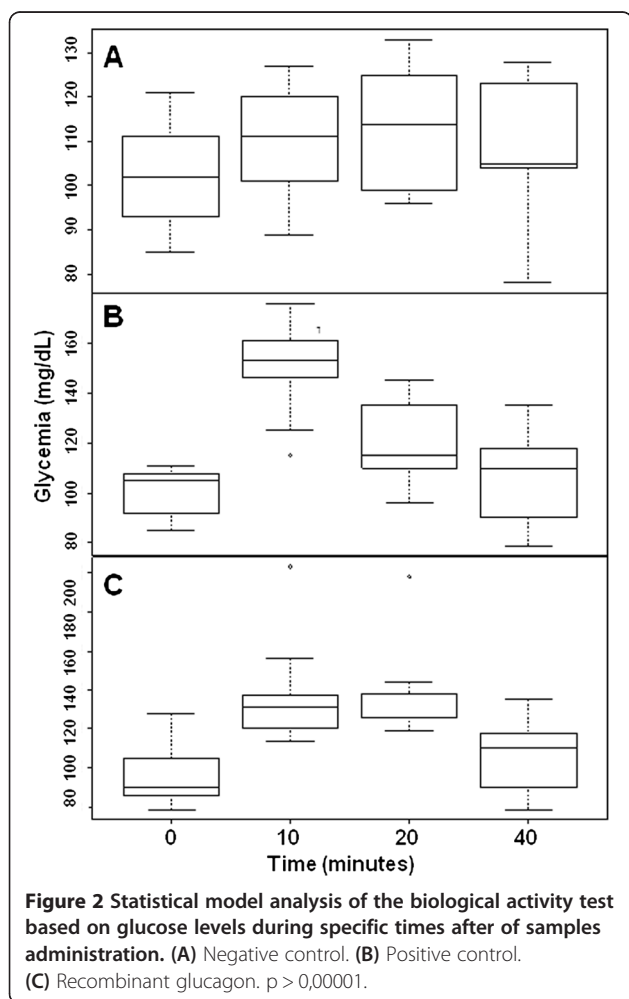 A
130
120
110
100
90
80
B
160
140
120
100
80
Glycemia (mg/dL)
C
200
180
160
140
120
100
80
0 10 20 40
Time (minutes)
Figure 2 Statistical model analysis of the biological activity test
based on glucose levels during specific times after of samples
administration. (A) Negative control. (B) Positive control.
(C) Recombinant glucagon. p > 0,00001.